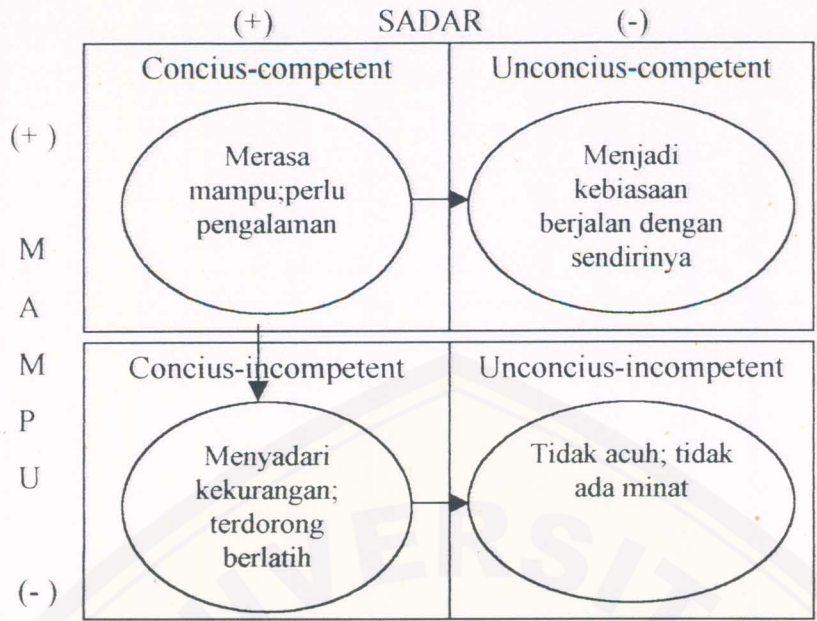 (+) SADAR (-)
Concius-competent
Unconcius-competent
(+)
Merasa
mampu;perlu
pengalaman
Menjadi
kebiasaan
berjalan dengan
sendirinya
M
A
M
P
U
Concius-incompetent
Unconcius-incompetent
Menyadari
kekurangan;
terdorong
berlatih
Tidak acuh; tidak
ada minat
(-)